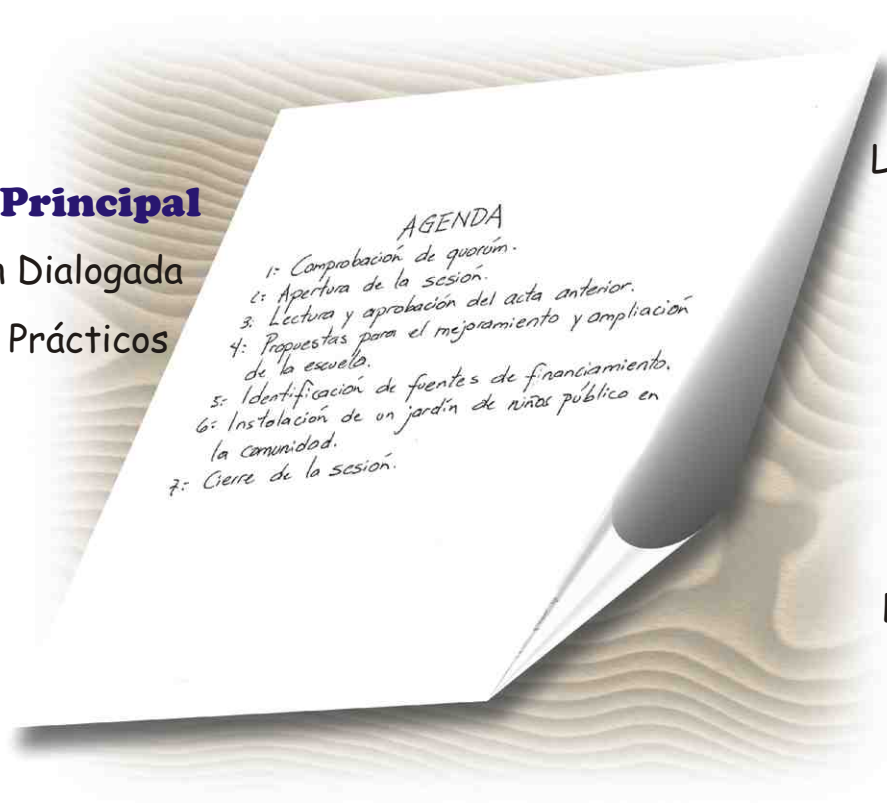 Principal
Dialogada
Prácticos
AGENDA
1:- Comprobación de quorúm.
2:- Apertura de la sesión.
3:- Lectura y aprobación del acta anterior.
4:- Propuestas para el mejoramiento y ampliación
de la escuela.
5:- Identificación de fuentes de financiamiento.
6:- Instalación de un jardín de niños público en
la comunidad.
7:- Cierre de la sesión.